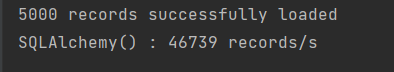 5000 records successfully loaded
SQLAlchemy() : 46739 records/s